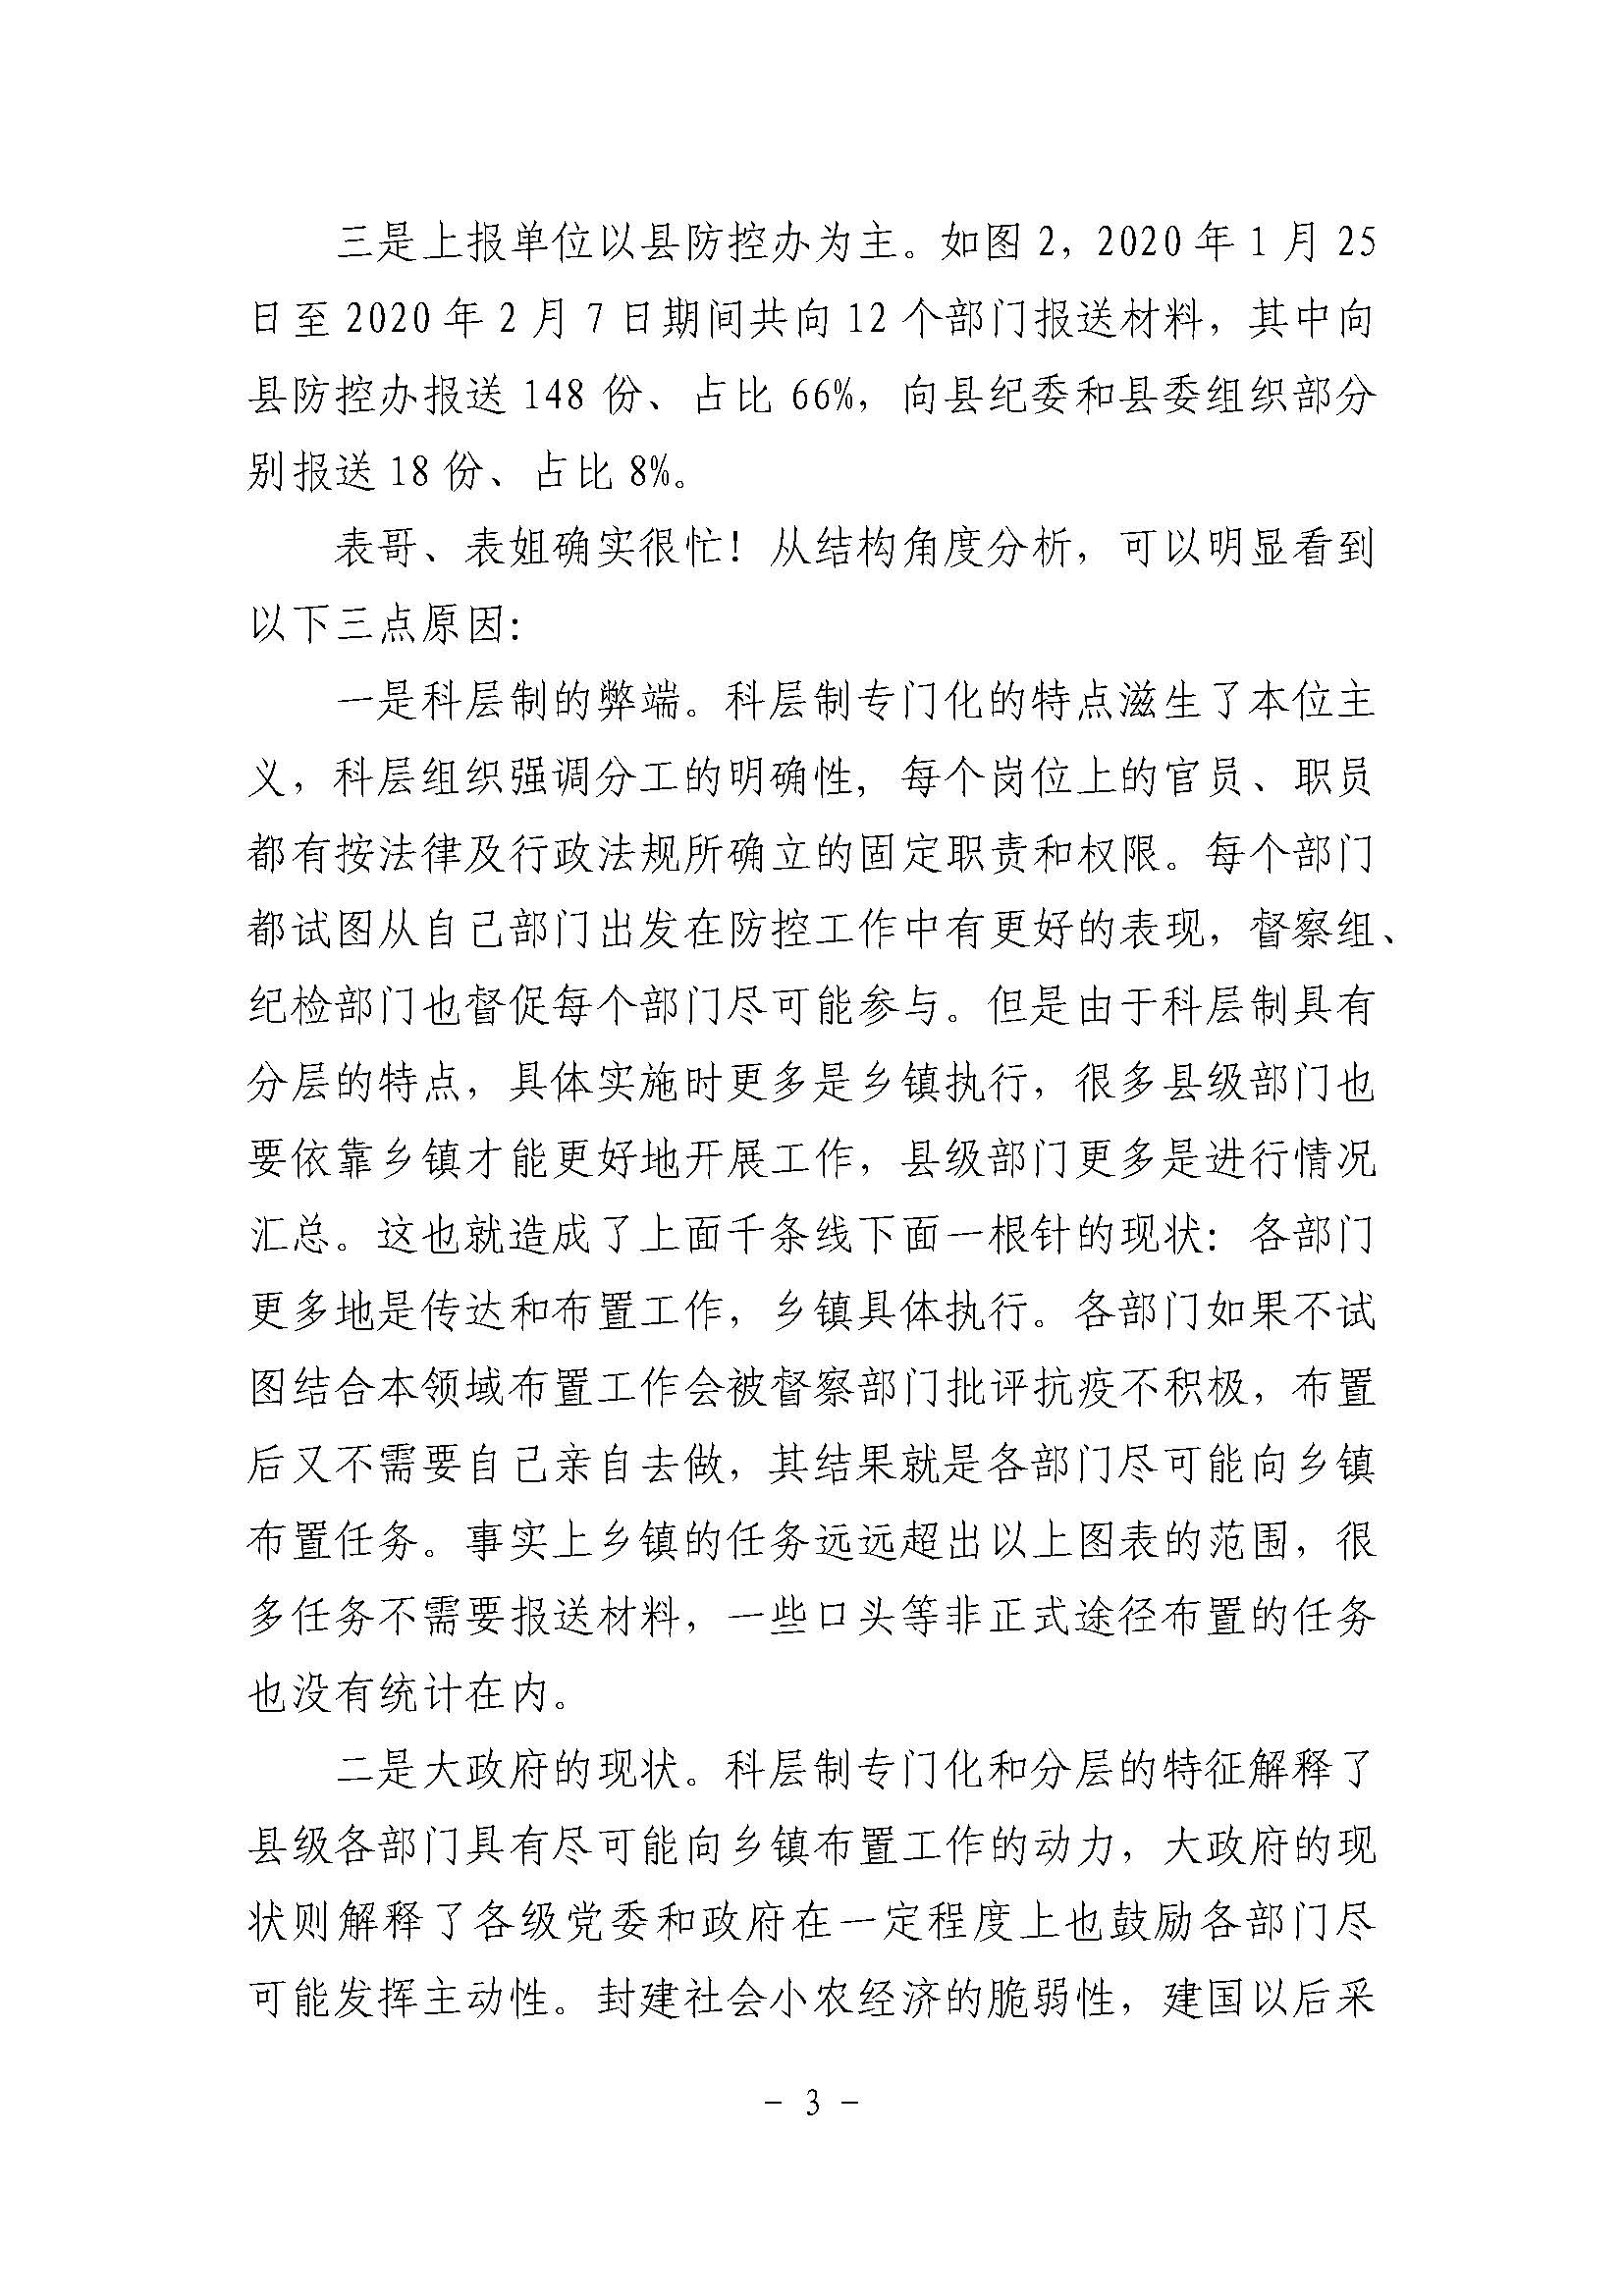 三是上报单位以县防控办为主。如图 2，2020 年 1 月 25
日至 2020 年 2 月 7 日期间共向 12 个部门报送材料，其中向
县防控办报送 148 份、占比 66%，向县纪委和县委组织部分
别报送 18 份、占比 8%。
表哥、表姐确实很忙！从结构角度分析，可以明显看到
以下三点原因：
一是科层制的弊端。科层制专门化的特点滋生了本位主
义，科层组织强调分工的明确性，每个岗位上的官员、职员
都有按法律及行政法规所确立的固定职责和权限。每个部门
都试图从自己部门出发在防控工作中有更好的表现，督察组、
纪检部门也督促每个部门尽可能参与。但是由于科层制具有
分层的特点，具体实施时更多是乡镇执行，很多县级部门也
要依靠乡镇才能更好地开展工作，县级部门更多是进行情况
汇总。这也就造成了上面千条线下面一根针的现状：各部门
更多地是传达和布置工作，乡镇具体执行。各部门如果不试
图结合本领域布置工作会被督察部门批评抗疫不积极，布置
后又不需要自己亲自去做，其结果就是各部门尽可能向乡镇
布置任务。事实上乡镇的任务远远超出以上图表的范围，很
多任务不需要报送材料，一些口头等非正式途径布置的任务
也没有统计在内。
二是大政府的现状。科层制专门化和分层的特征解释了
县级各部门具有尽可能向乡镇布置工作的动力，大政府的现
状则解释了各级党委和政府在一定程度上也鼓励各部门尽
可能发挥主动性。封建社会小农经济的脆弱性，建国以后采
- 3 -